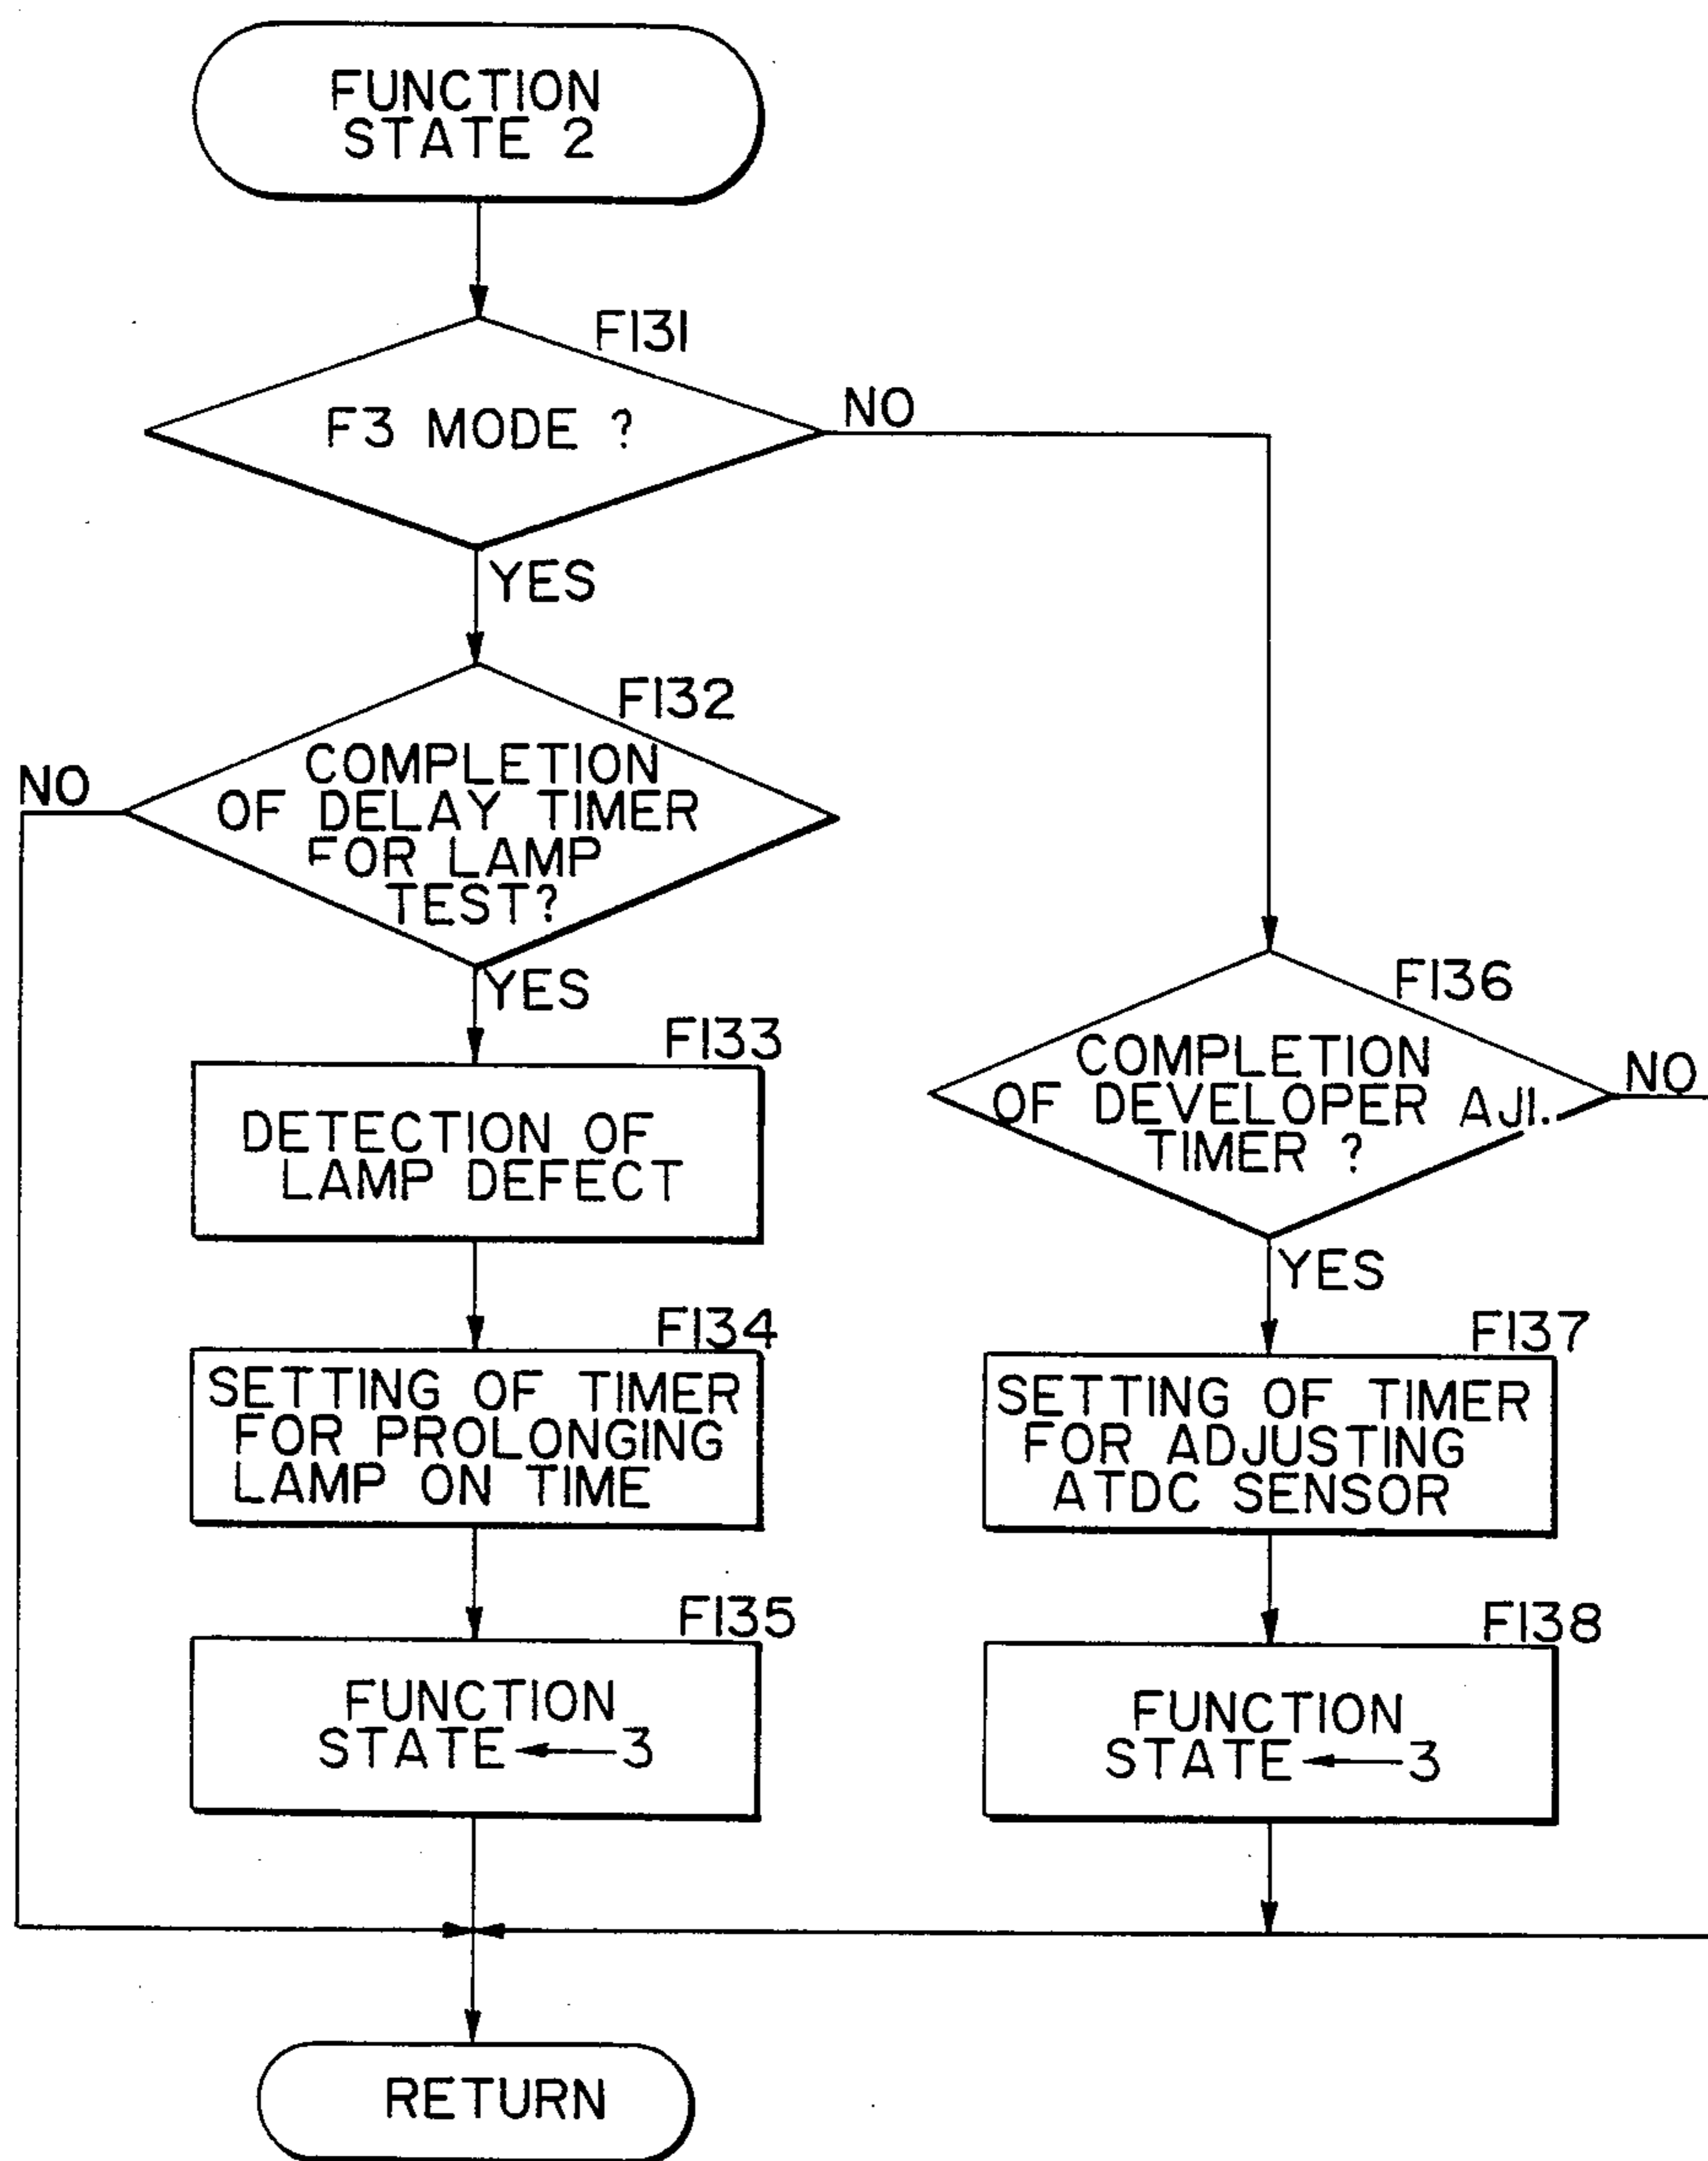 FUNCTION
STATE 2
F131
F3 MODE ?
NO
YES
F132
COMPLETION
OF DELAY TIMER
FOR LAMP
TEST?
NO
YES
F133
DETECTION OF
LAMP DEFECT
F134
SETTING OF TIMER
FOR PROLONGING
LAMP ON TIME
F135
FUNCTION
STATE ← 3
F136
COMPLETION
OF DEVELOPER AJ1.
TIMER ?
NO
YES
F137
SETTING OF TIMER
FOR ADJUSTING
ATDC SENSOR
F138
FUNCTION
STATE ← 3
RETURN